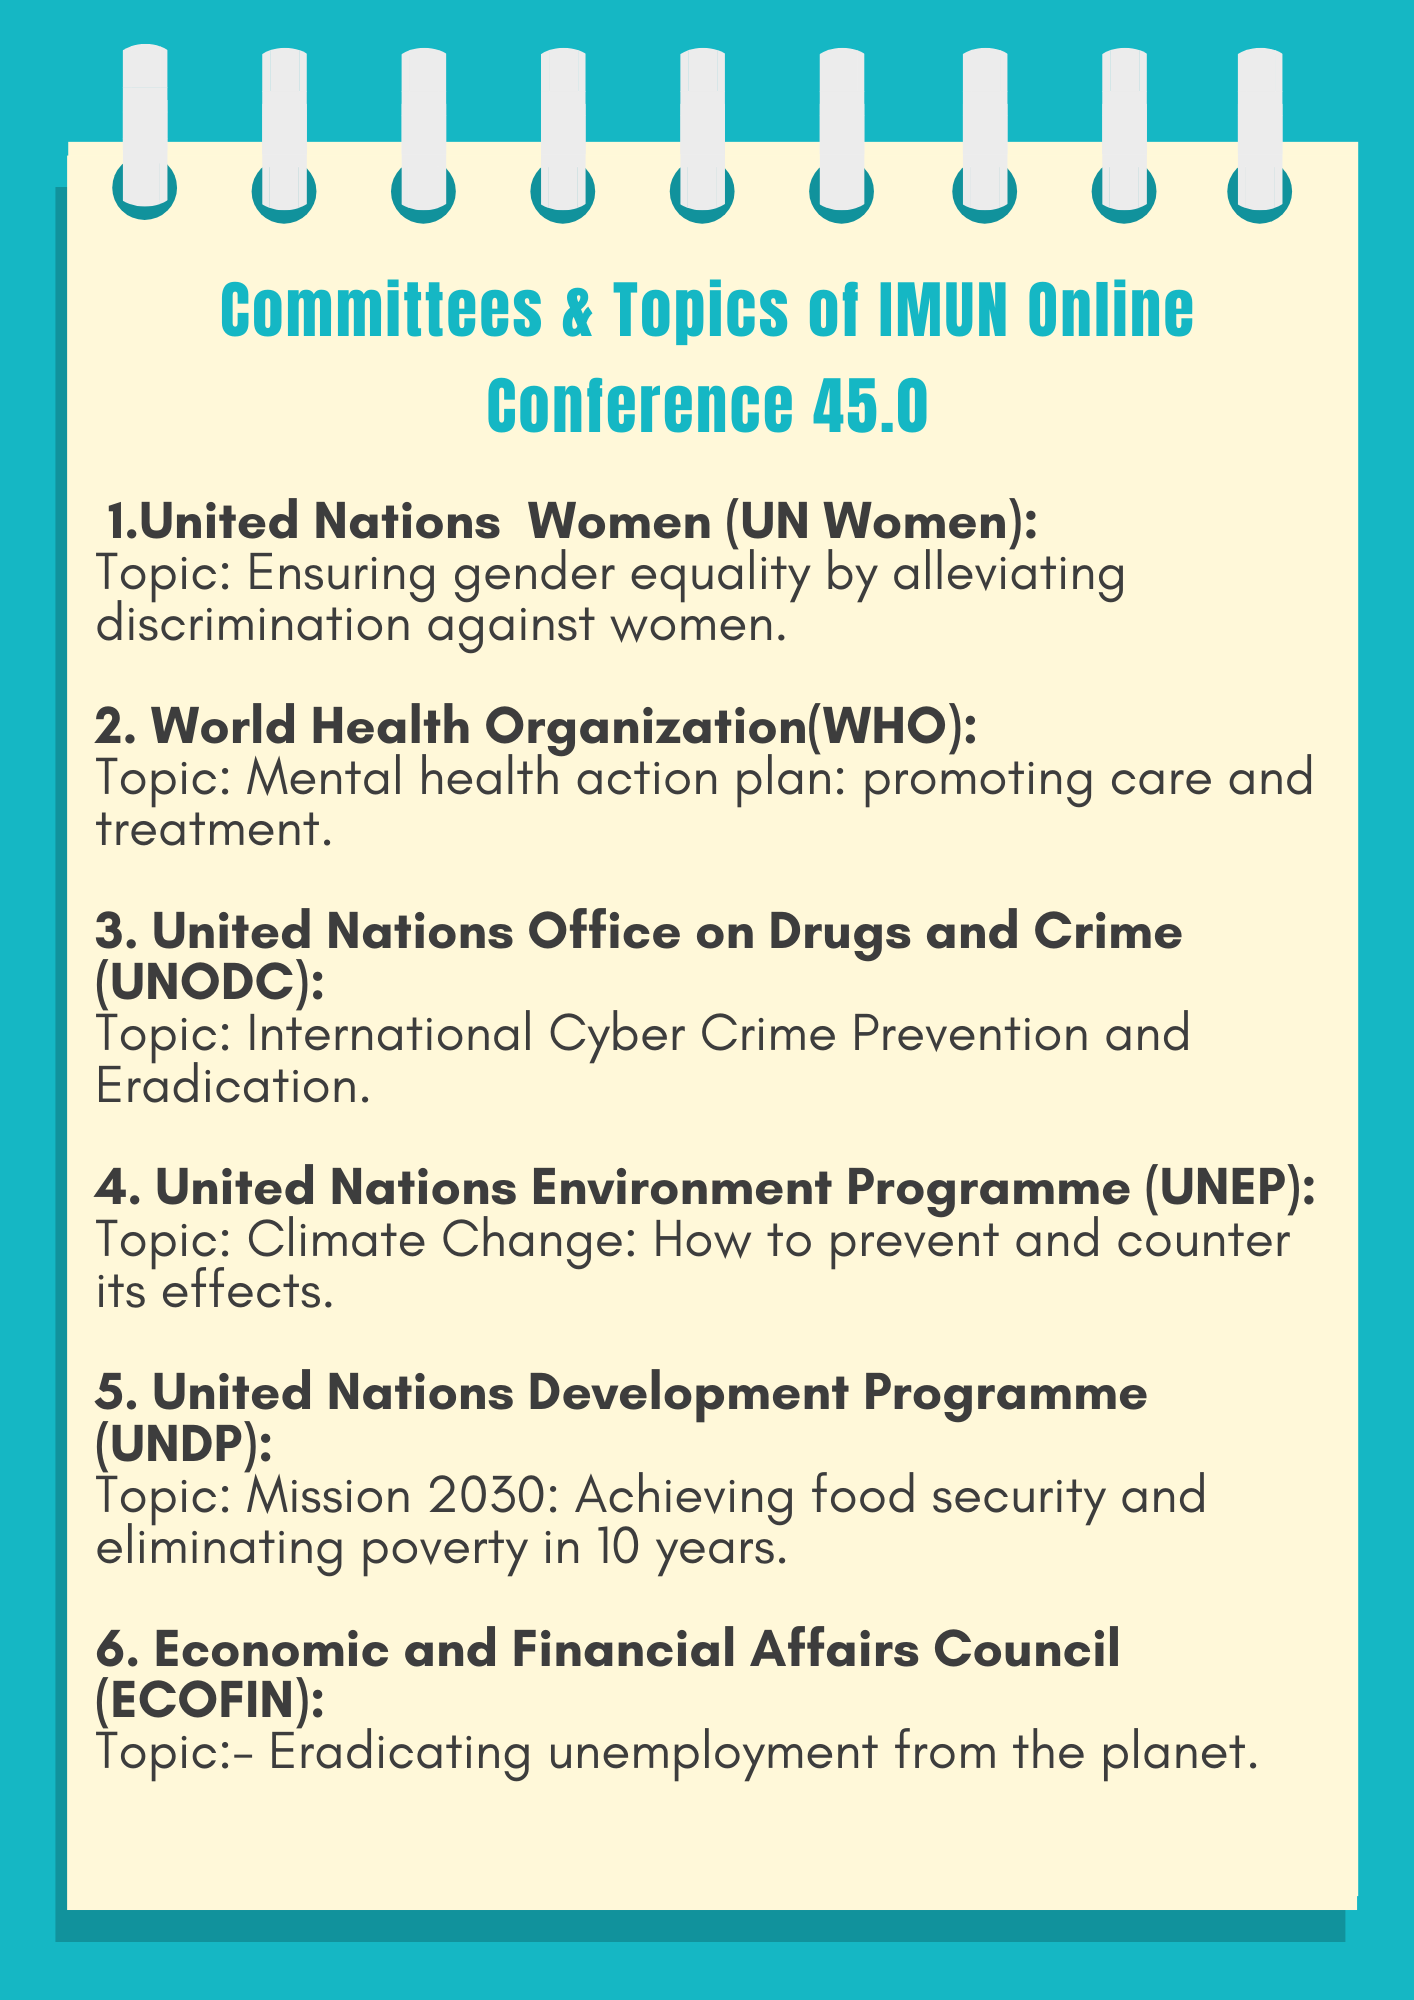 Committees & Topics of IMUN Online
Conference 45.0
1.United Nations  Women (UN Women):
Topic: Ensuring gender equality by alleviating
discrimination against women.
2. World Health Organization(WHO):
Topic: Mental health action plan: promoting care and
treatment.
3. United Nations Office on Drugs and Crime
(UNODC):
Topic: International Cyber Crime Prevention and
Eradication.
4. United Nations Environment Programme (UNEP):
Topic: Climate Change: How to prevent and counter
its effects.
5. United Nations Development Programme
(UNDP):
Topic: Mission 2030: Achieving food security and
eliminating poverty in 10 years.
6. Economic and Financial Affairs Council
(ECOFIN):
Topic:- Eradicating unemployment from the planet.